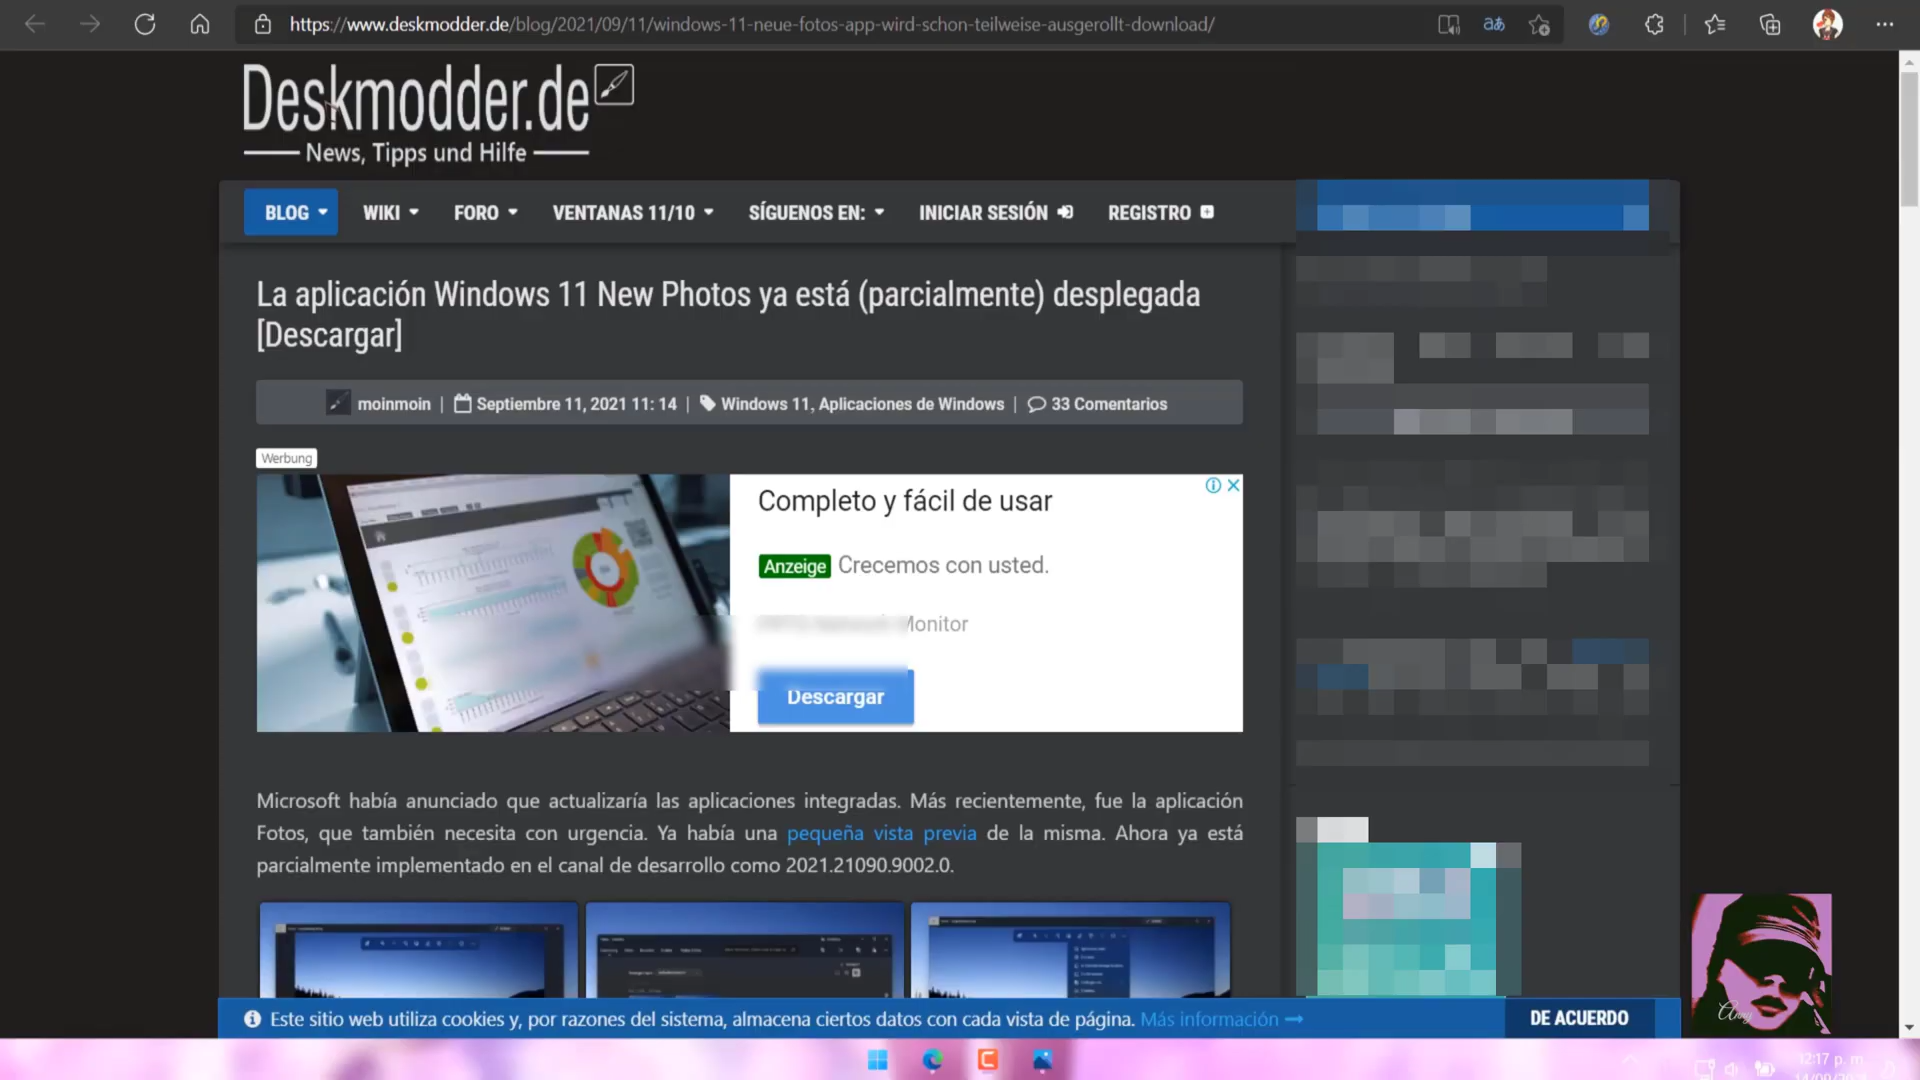 https://www.deskmodder.de/blog/2021/09/11/windows-11-neue-fotos-app-wird-schon-teilweise-ausgerollt-download/
aあ
Deskmodder.de
News, Tipps und Hilfe
BLOG WIKI FORO VENTANAS 11/10 SÍGUENOS EN: INICIAR SESIÓN REGISTRO
La aplicación Windows 11 New Photos ya está (parcialmente) desplegada
[Descargar]
moinmoin | Septiembre 11, 2021 11: 14 | Windows 11, Aplicaciones de Windows | 33 Comentarios
Werbung
Completo y fácil de usar
Anzeige Crecemos con usted.
Monitor
Descargar
Microsoft había anunciado que actualizaría las aplicaciones integradas. Más recientemente, fue la aplicación
Fotos, que también necesita con urgencia. Ya había una pequeña vista previa de la misma. Ahora ya está
parcialmente implementado en el canal de desarrollo como 2021.21090.9002.0.
Este sitio web utiliza cookies y, por razones del sistema, almacena ciertos datos con cada vista de página. Más información →
DE ACUERDO
Anny
12:17 p. m.